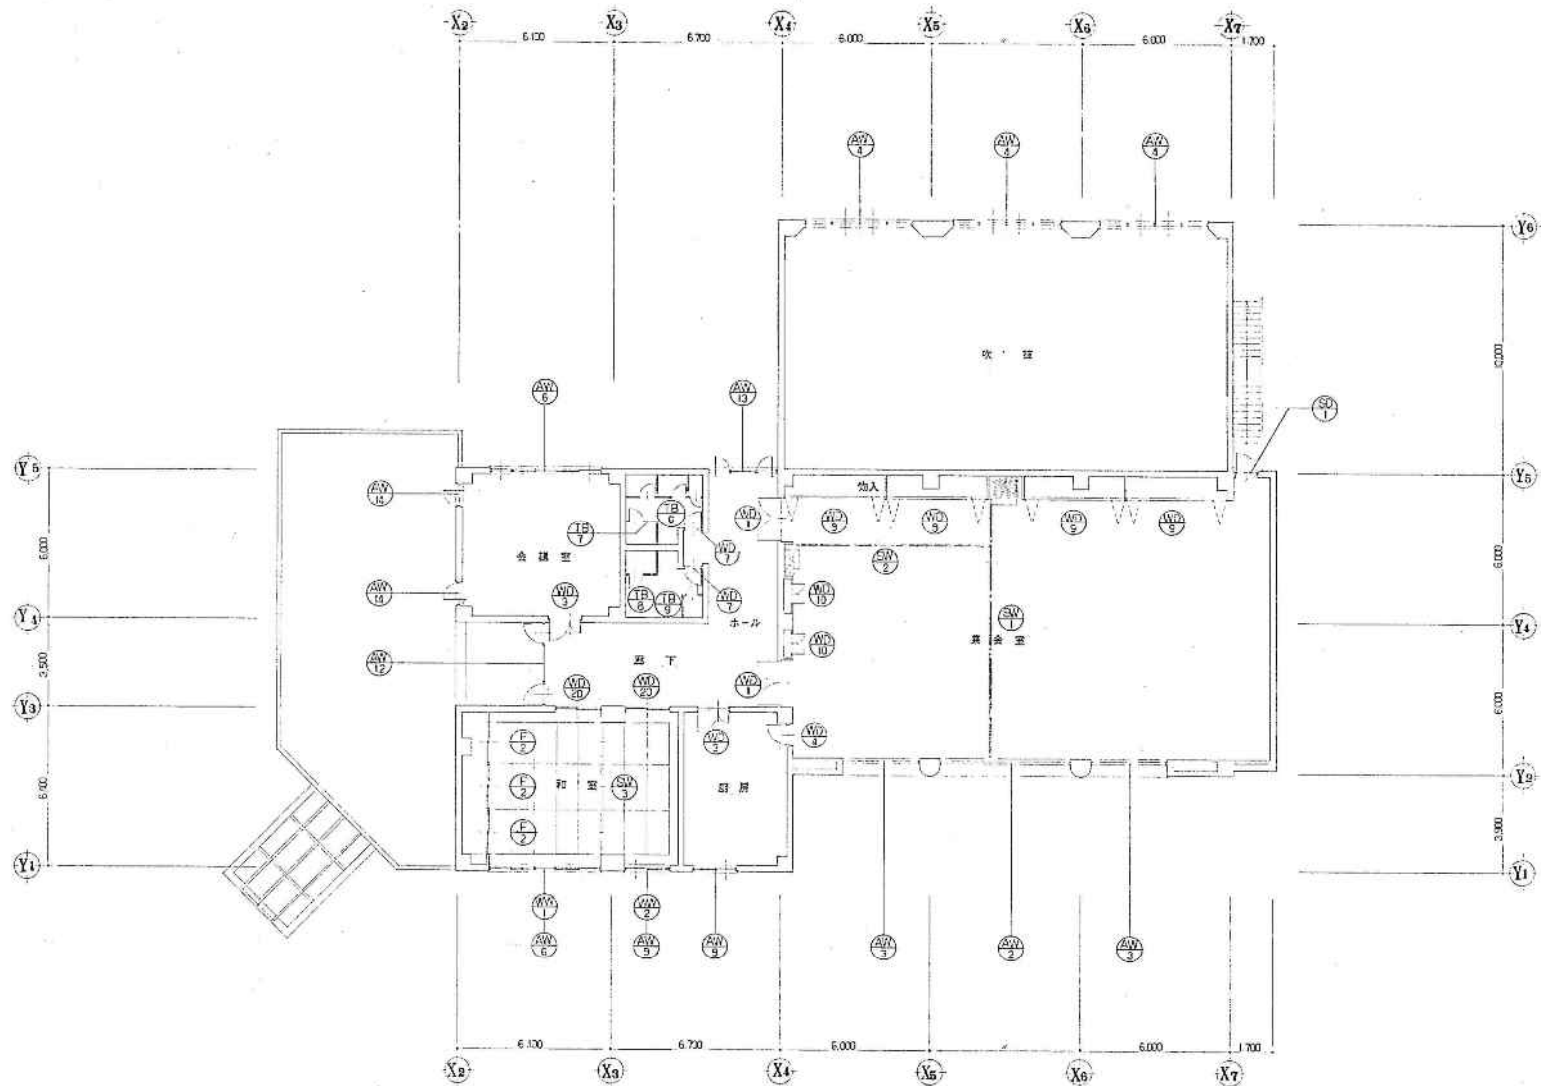 X2 X3 X4 X5 X6 X7
6,100 6,700 6,000 6,000 1,700
AW 4
AW 4
AW 4
Y6
吹 抜
10,000
AW 6
AW 13
SD 1
Y5
Y5
AW 14
物入
TB 6
WD 1
WD 9
WD 9
WD 9
WD 9
TB 7
WD 7
SW 2
会議室
6,000
6,000
AW 14
WD 3
TB 8
TB 9
WD 7
WD 10
Y4
ホール
SW 1
Y4
集会室
WD 10
AW 12
廊下
3,500
WD 20
WD 20
WD 1
Y3
6,000
F 2
WD 3
WD 4
Y2
F 2
和室
SW 3
厨房
6,400
F 2
3,900
Y1
Y1
WW 1
WW 2
AW 6
AW 5
AW 9
AW 3
AW 2
AW 3
6,100 6,700 6,000 6,000 1,700
X2 X3 X4 X5 X6 X7